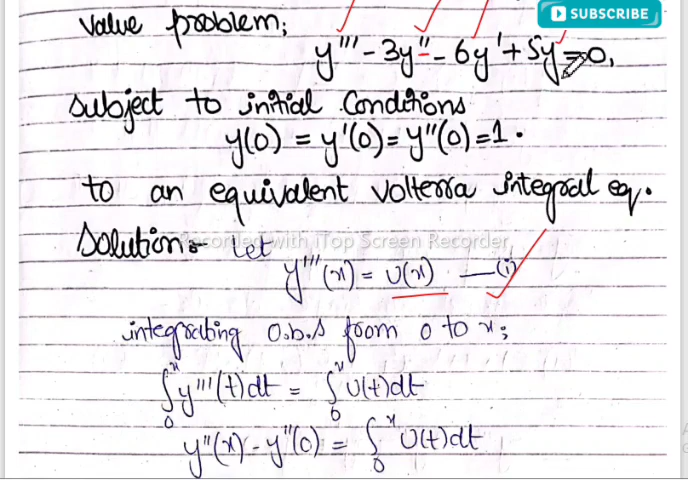 SUBSCRIBE
value problem;
y''' - 3y'' - 6y' + 5y = 0,
subject to initial conditions
y(0) = y'(0) = y''(0) = 1.
to an equivalent volterra integral eq.
Solution:- Let
Recorded with iTop Screen Recorder
y'''(x) = U(x) —(i)
integrating o.b.s from 0 to x;
∫₀ˣ y'''(t)dt = ∫₀ˣ U(t)dt
y''(x) - y''(0) = ∫₀ˣ U(t)dt